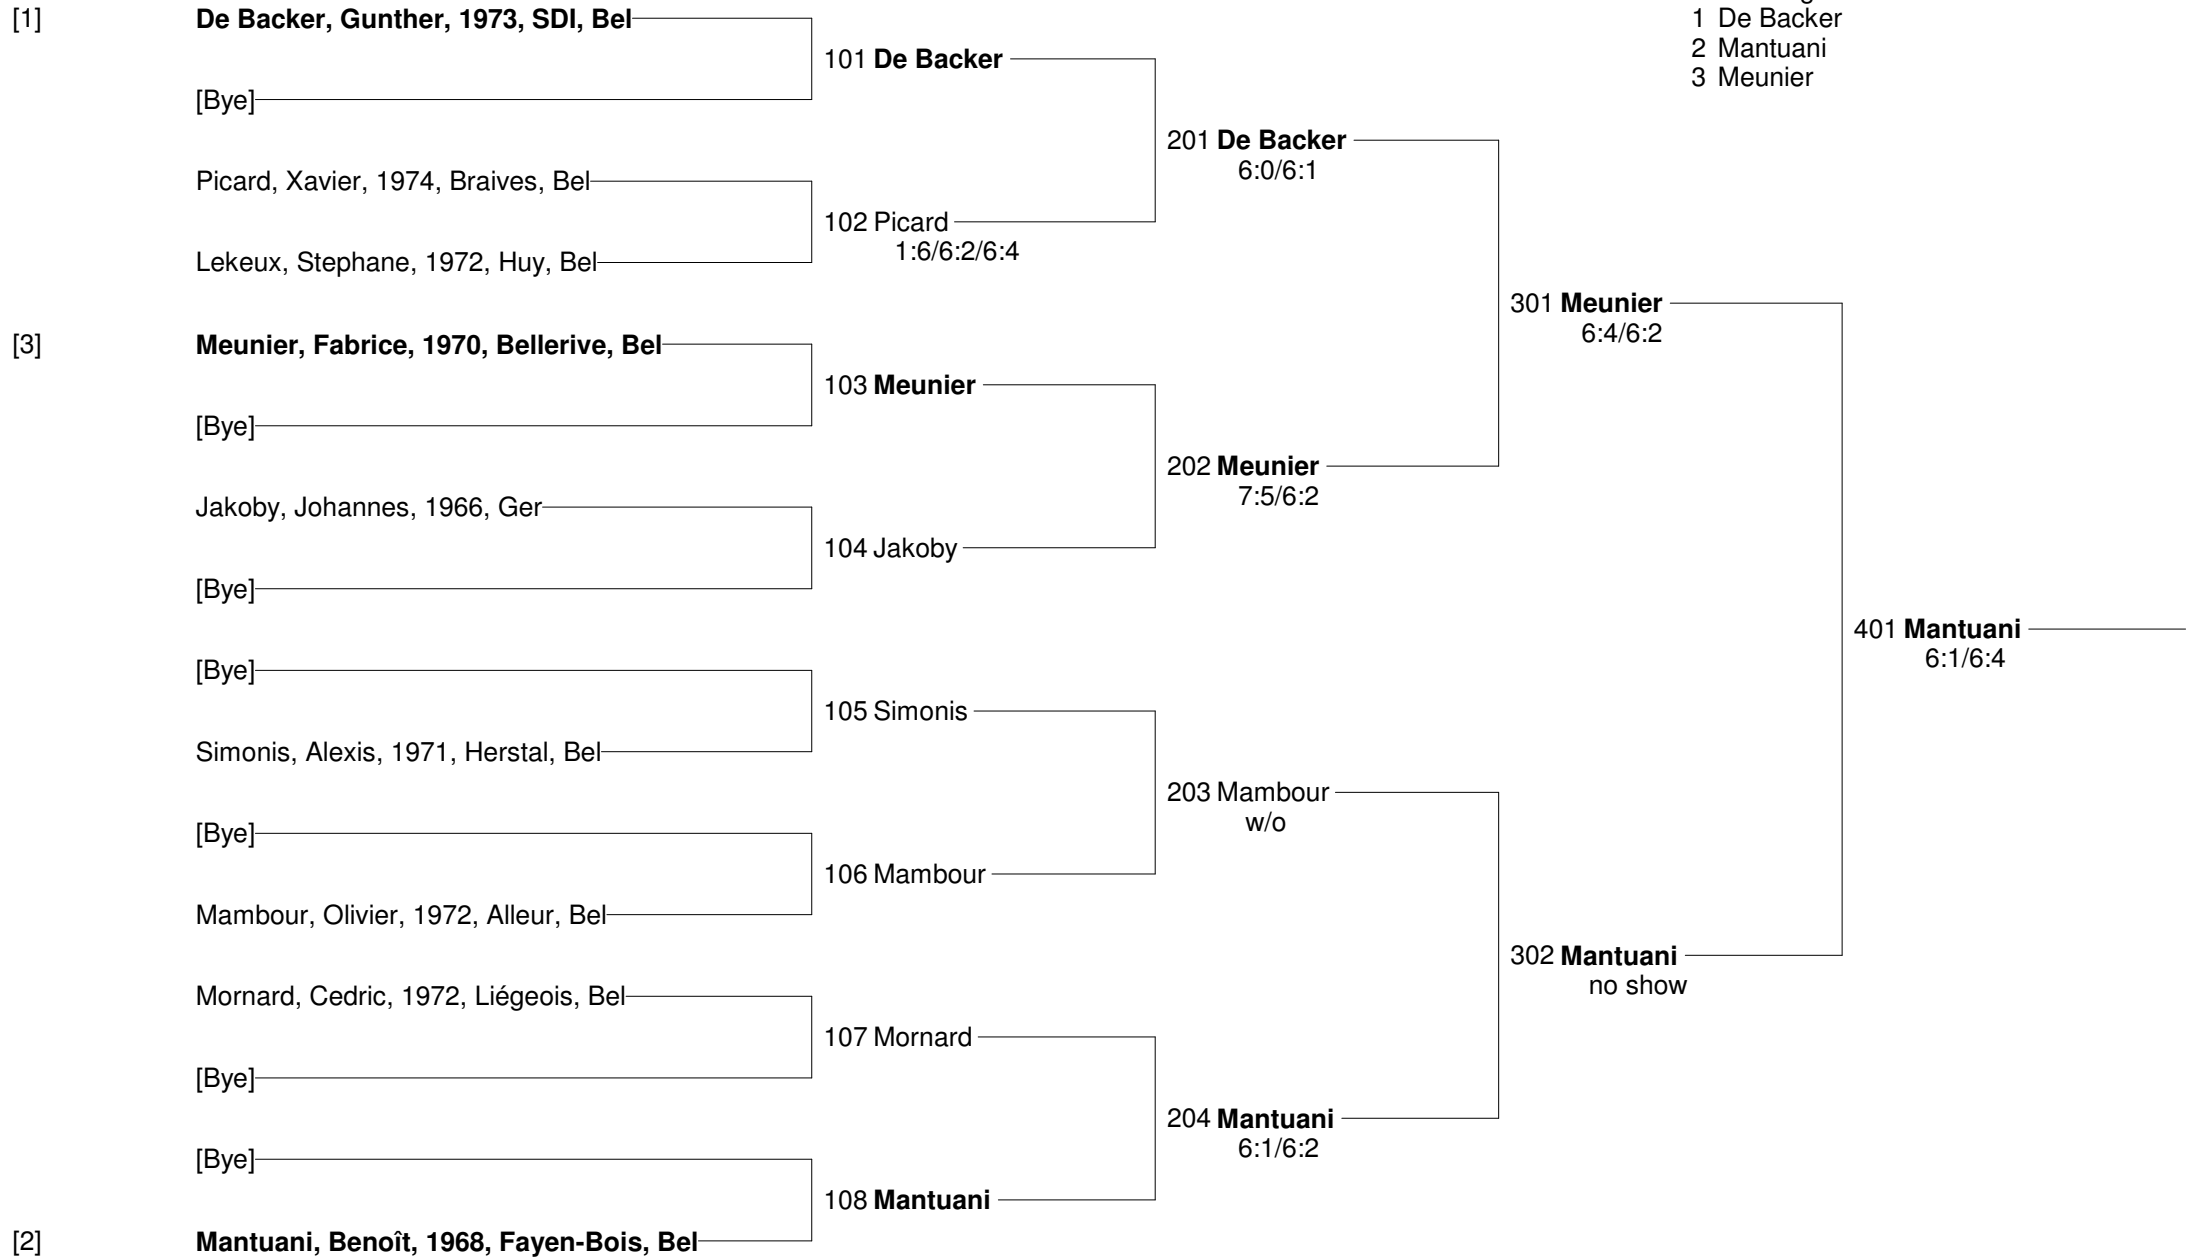 [1] De Backer, Gunther, 1973, SDI, Bel
1 De Backer
2 Mantuani
3 Meunier
101 De Backer
[Bye]
201 De Backer
6:0/6:1
Picard, Xavier, 1974, Braives, Bel
102 Picard
1:6/6:2/6:4
Lekeux, Stephane, 1972, Huy, Bel
301 Meunier
6:4/6:2
[3] Meunier, Fabrice, 1970, Bellerive, Bel
103 Meunier
[Bye]
202 Meunier
7:5/6:2
Jakoby, Johannes, 1966, Ger
104 Jakoby
[Bye]
401 Mantuani
6:1/6:4
[Bye]
105 Simonis
Simonis, Alexis, 1971, Herstal, Bel
203 Mambour
w/o
[Bye]
106 Mambour
Mambour, Olivier, 1972, Alleur, Bel
302 Mantuani
no show
Mornard, Cedric, 1972, Liégeois, Bel
107 Mornard
[Bye]
204 Mantuani
6:1/6:2
[Bye]
108 Mantuani
[2] Mantuani, Benoît, 1968, Fayen-Bois, Bel